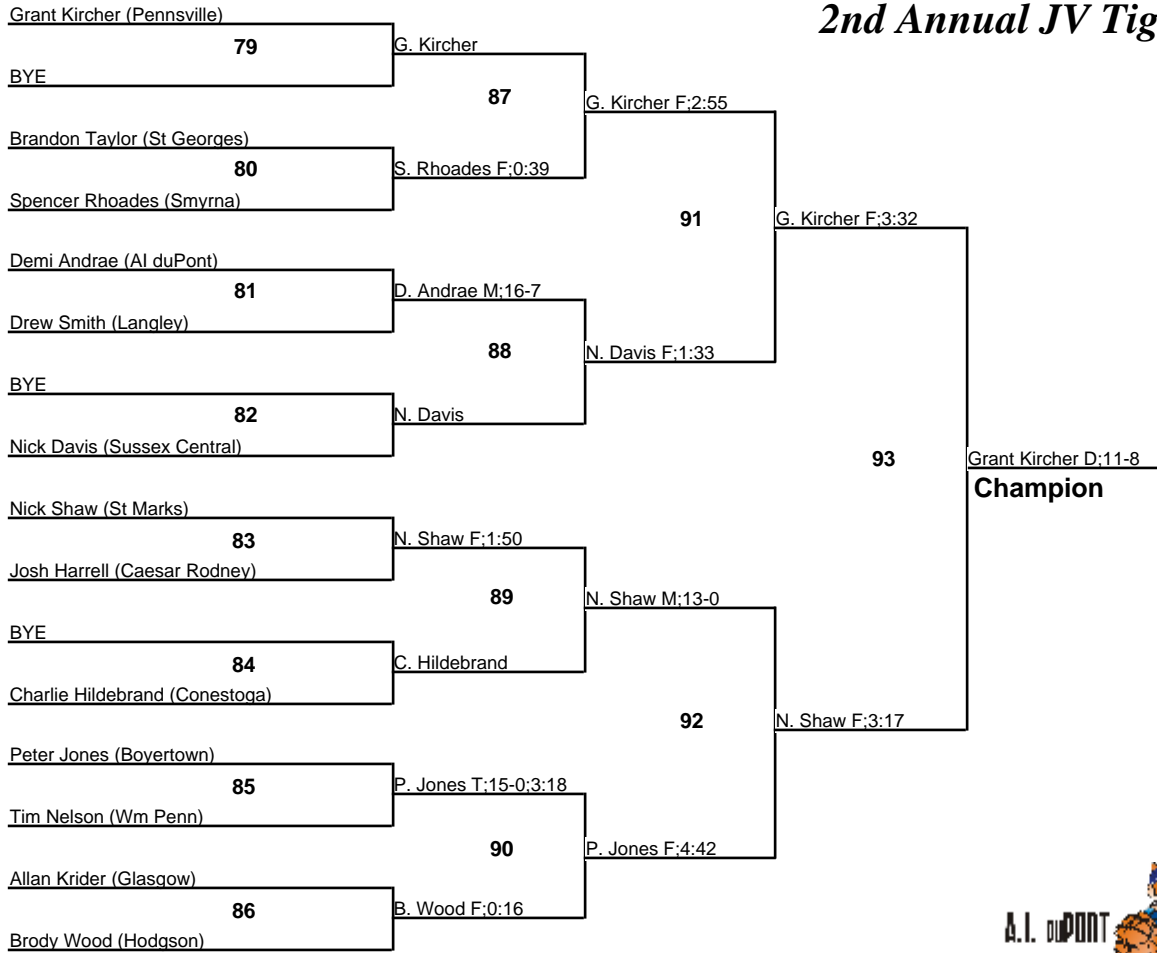 Grant Kircher (Pennsville)
2nd Annual JV Tig
79
G. Kircher
BYE
87
G. Kircher F;2:55
Brandon Taylor (St Georges)
80
S. Rhoades F;0:39
Spencer Rhoades (Smyrna)
91
G. Kircher F;3:32
Demi Andrae (AI duPont)
81
D. Andrae M;16-7
Drew Smith (Langley)
88
N. Davis F;1:33
BYE
82
N. Davis
Nick Davis (Sussex Central)
93
Grant Kircher D;11-8
Champion
Nick Shaw (St Marks)
83
N. Shaw F;1:50
Josh Harrell (Caesar Rodney)
89
N. Shaw M;13-0
BYE
84
C. Hildebrand
Charlie Hildebrand (Conestoga)
92
N. Shaw F;3:17
Peter Jones (Boyertown)
85
P. Jones T;15-0;3:18
Tim Nelson (Wm Penn)
90
P. Jones F;4:42
Allan Krider (Glasgow)
86
B. Wood F;0:16
Brody Wood (Hodgson)
A.I. duPONT